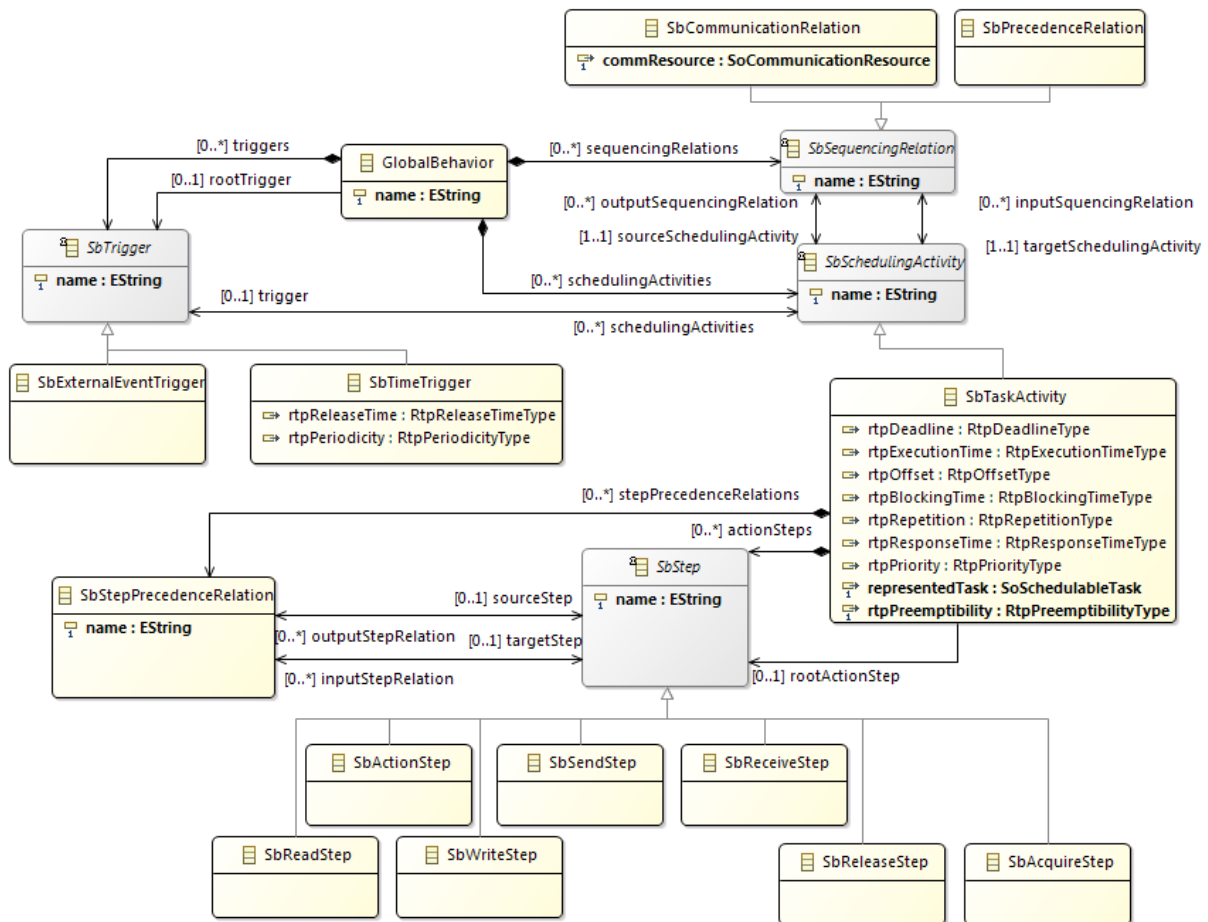 SbCommunicationRelation
commResource : SoCommunicationResource
SbPrecedenceRelation
[0..*] triggers
[0..1] rootTrigger
GlobalBehavior
name : EString
[0..*] sequencingRelations
SbSequencingRelation
name : EString
[0..*] outputSequencingRelation
[0..*] inputSquencingRelation
[1..1] sourceSchedulingActivity
[1..1] targetSchedulingActivity
SbTrigger
name : EString
SbSchedulingActivity
name : EString
[0..*] schedulingActivities
[0..1] trigger
[0..*] schedulingActivities
SbExternalEventTrigger
SbTimeTrigger
rtpReleaseTime : RtpReleaseTimeType
rtpPeriodicity : RtpPeriodicityType
SbTaskActivity
rtpDeadline : RtpDeadlineType
rtpExecutionTime : RtpExecutionTimeType
rtpOffset : RtpOffsetType
rtpBlockingTime : RtpBlockingTimeType
rtpRepetition : RtpRepetitionType
rtpResponseTime : RtpResponseTimeType
rtpPriority : RtpPriorityType
representedTask : SoSchedulableTask
rtpPreemptibility : RtpPreemptibilityType
[0..*] stepPrecedenceRelations
[0..*] actionSteps
SbStep
name : EString
SbStepPrecedenceRelation
name : EString
[0..1] sourceStep
[0..*] outputStepRelation
[0..1] targetStep
[0..*] inputStepRelation
[0..1] rootActionStep
SbActionStep
SbSendStep
SbReceiveStep
SbReadStep
SbWriteStep
SbReleaseStep
SbAcquireStep